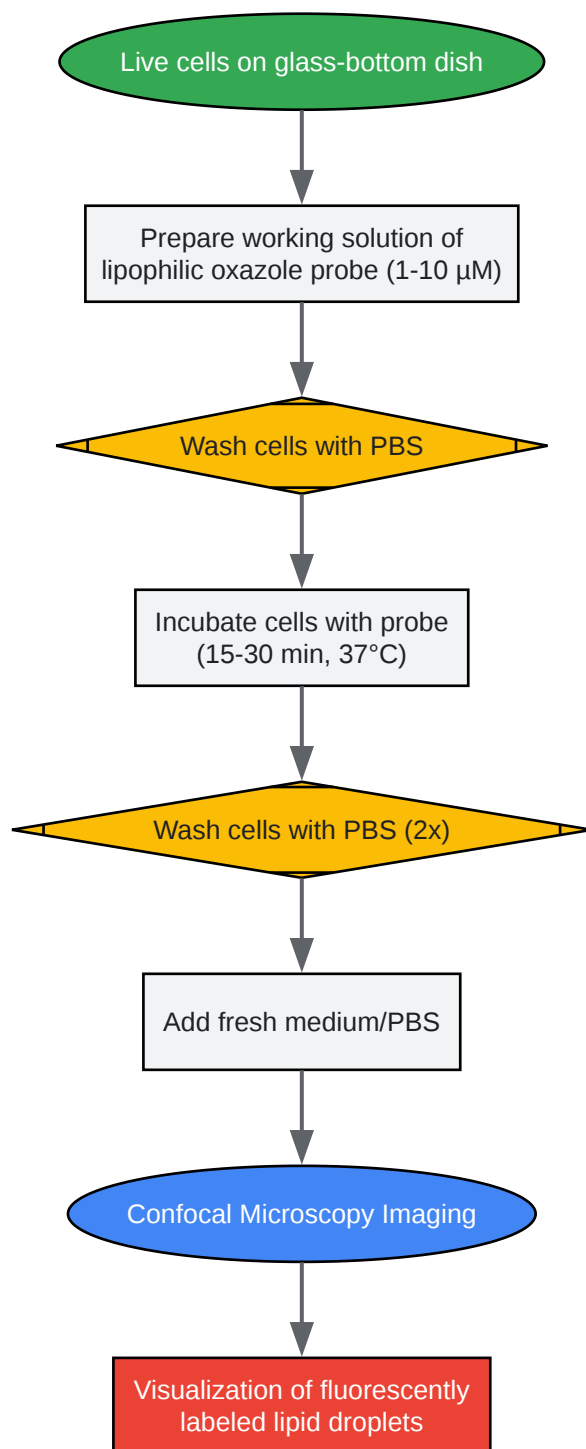 Live cells on glass-bottom dish
Prepare working solution of
lipophilic oxazole probe (1-10 µM)
Wash cells with PBS
Incubate cells with probe
(15-30 min, 37°C)
Wash cells with PBS (2x)
Add fresh medium/PBS
Confocal Microscopy Imaging
Visualization of fluorescently
labeled lipid droplets